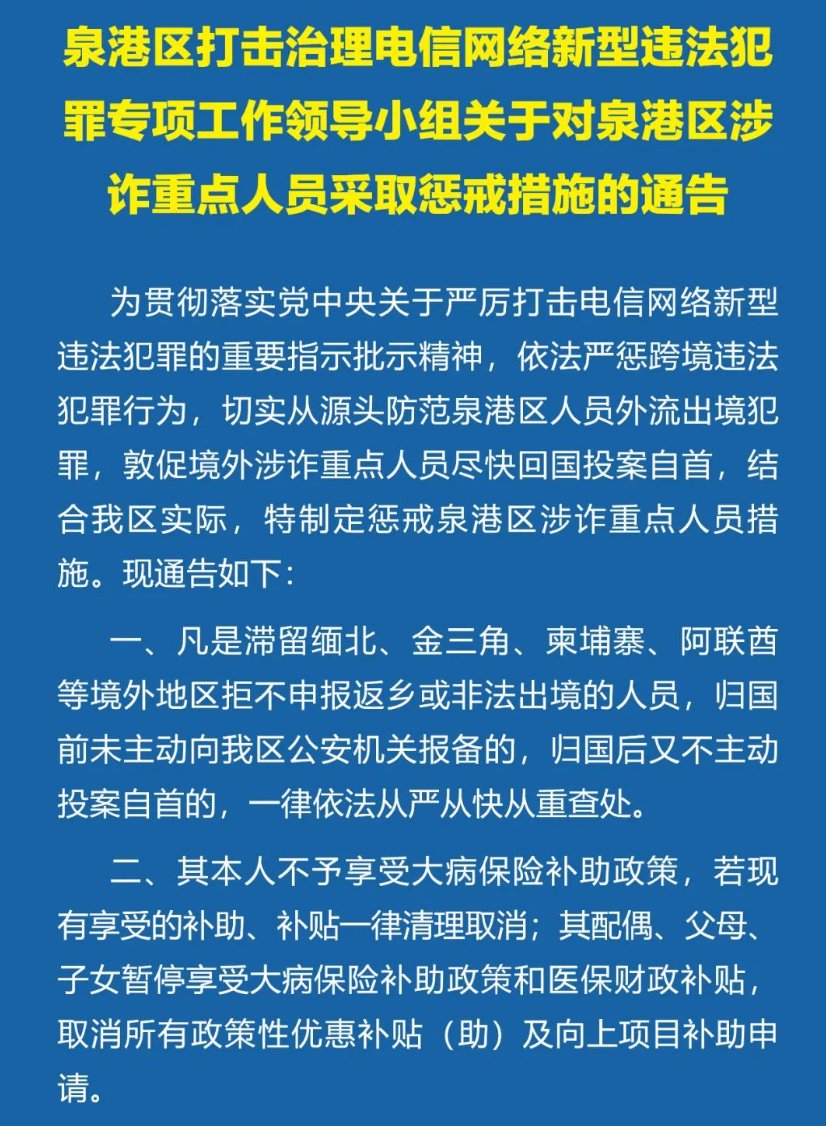 泉港区打击治理电信网络新型违法犯
罪专项工作领导小组关于对泉港区涉
诈重点人员采取惩戒措施的通告
为贯彻落实党中央关于严厉打击电信网络新型
违法犯罪的重要指示批示精神，依法严惩跨境违法
犯罪行为，切实从源头防范泉港区人员外流出境犯
罪，敦促境外涉诈重点人员尽快回国投案自首，结
合我区实际，特制定惩戒泉港区涉诈重点人员措
施。现通告如下：
一、凡是滞留缅北、金三角、柬埔寨、阿联酋
等境外地区拒不申报返乡或非法出境的人员，归国
前未主动向我区公安机关报备的，归国后又不主动
投案自首的，一律依法从严从快从重查处。
二、其本人不予享受大病保险补助政策，若现
有享受的补助、补贴一律清理取消；其配偶、父母、
子女暂停享受大病保险补助政策和医保财政补贴，
取消所有政策性优惠补贴（助）及向上项目补助申
请。